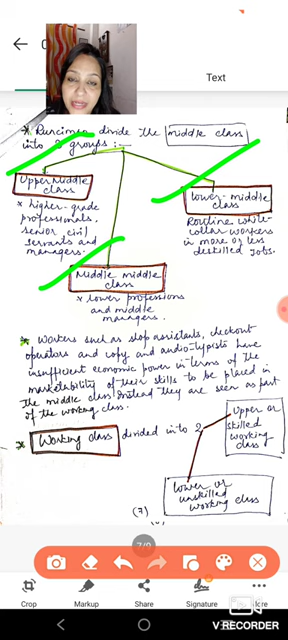 Text
* Runciman divide the middle class
into 3 groups:-
Upper Middle
class
* higher-grade
professionals,
senior civil
servants and
managers.
Lower-middle
class
Routine white-
collar workers
in more or less
deskilled jobs.
Middle middle
class
* lower professions
and middle
managers.
* Workers such as shop assistants, checkout
operators and copy and audio-typists have
insufficient economic power in terms of the
marketability of their skills to be placed in
the middle class. Instead they are seen as part
of the working class.
* Working class divided into 2
Upper or
skilled
working
class
Lower or
unskilled
working class
(7)
7/9
Crop
Markup
Share
Signature
More
VRECORDER